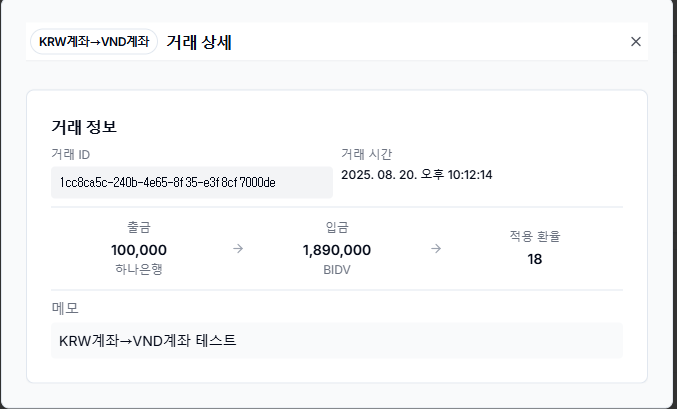 KRW계좌→VND계좌 거래 상세
거래 정보
거래 ID
1cc8ca5c-240b-4e65-8f35-e3f8cf7000de
거래 시간
2025. 08. 20. 오후 10:12:14
출금
100,000
하나은행
→
입금
1,890,000
BIDV
→
적용 환율
18
메모
KRW계좌→VND계좌 테스트